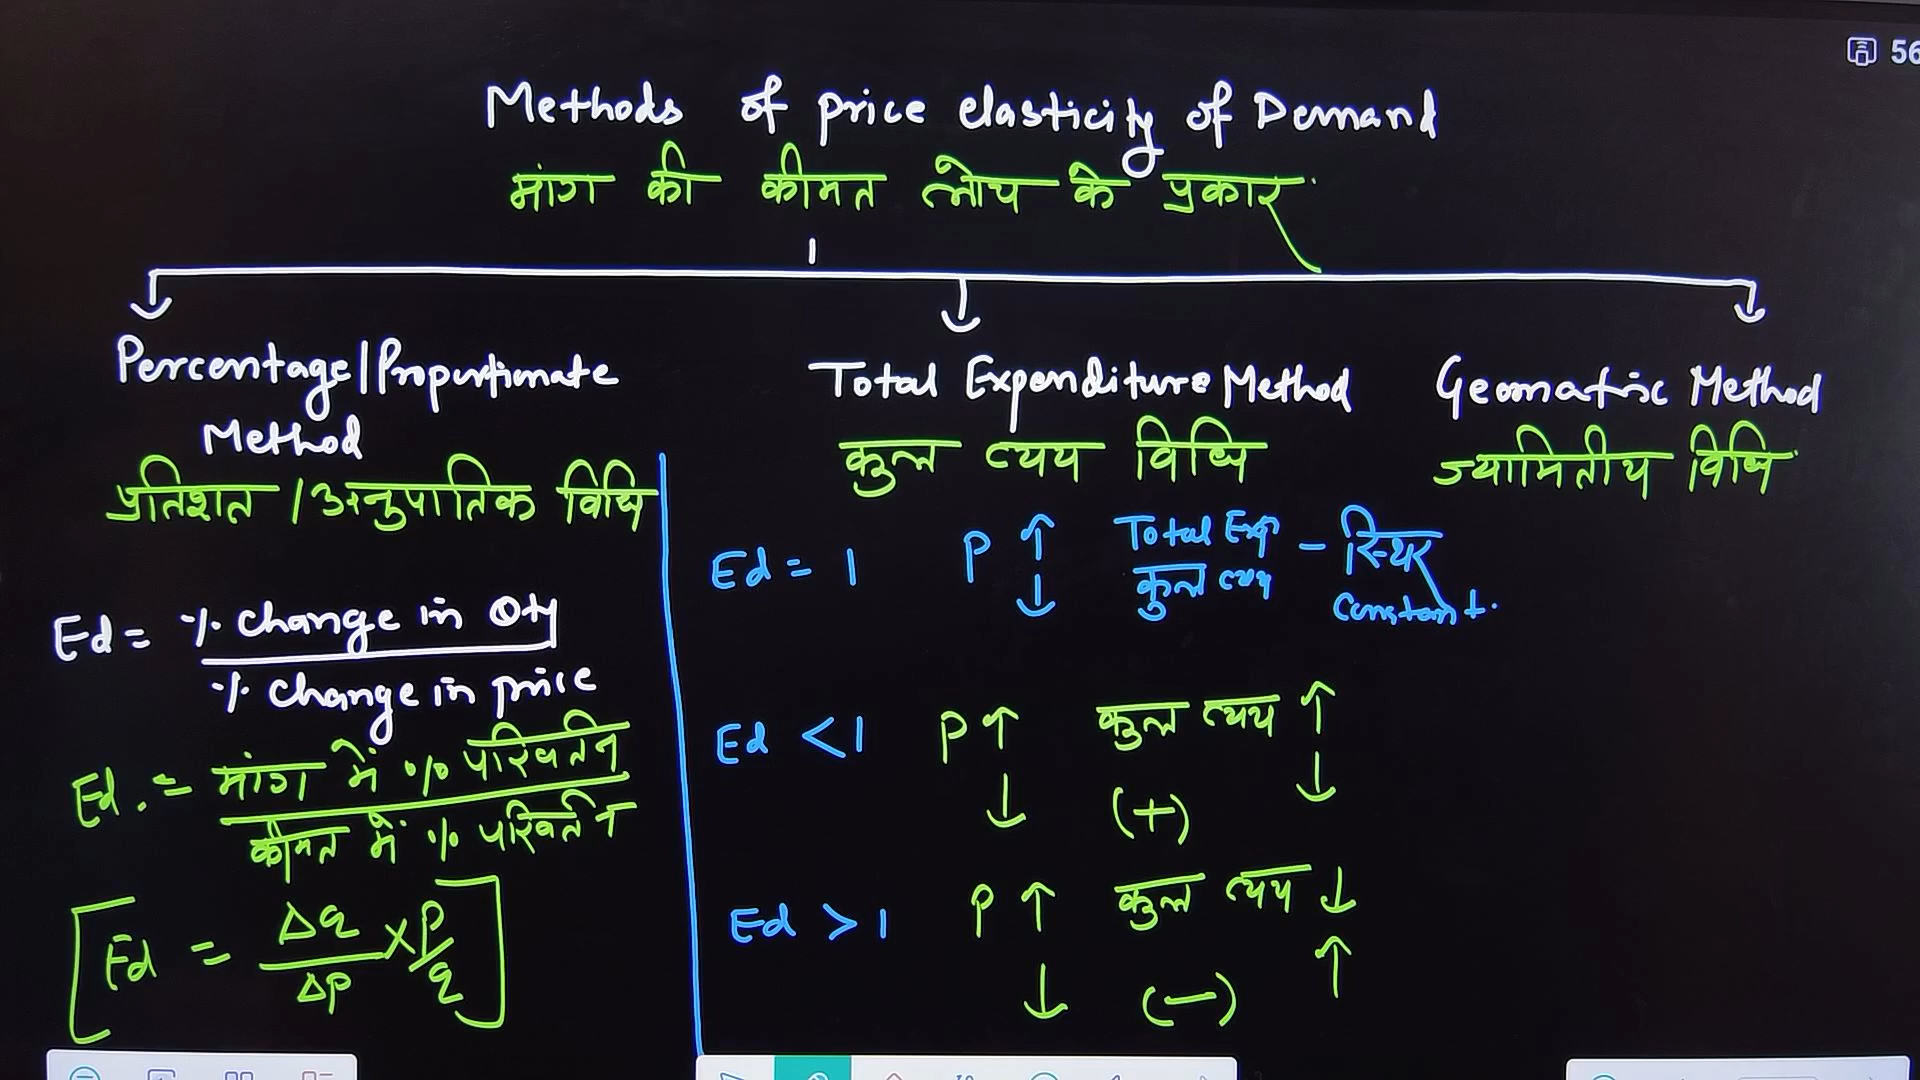 56
Methods of price elasticity of Demand
मांग की कीमत लोच के प्रकार
Percentage/Proportionate
Method
प्रतिशत / अनुपातिक विधि
Ed = % change in Qty
% change in price
Ed. = मांग में % परिवर्तन
कीमत में % परिवर्तन
[Ed = Δq/ΔP × P/q]
Total Expenditure Method
कुल व्यय विधि
Ed = 1 P ↑ ↓ Total Exp - स्थिर
कुल व्यय constant.
Ed < 1 P ↑ कुल व्यय ↑
↓ (+) ↓
Ed > 1 P ↑ कुल व्यय ↓
↓ (-) ↑
Geomatric Method
ज्यामितीय विधि